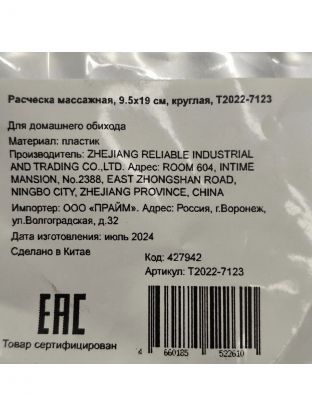 Расческа массажная, 9.5х19 см, круглая, T2022-7123
Для домашнего обихода
Материал: пластик
Производитель: ZHEJIANG RELIABLE INDUSTRIAL
AND TRADING CO.,LTD. Адрес: ROOM 604, INTIME
MANSION, No.2388, EAST ZHONGSHAN ROAD,
NINGBO CITY, ZHEJIANG PROVINCE, CHINA
Импортер: ООО «ПРАЙМ». Адрес: Россия, г.Воронеж,
ул.Волгоградская, д.32
Дата изготовления: июль 2024
Сделано в Китае
Код: 427942
Артикул: T2022-7123
EAC
Товар сертифицирован
4 660185 522610